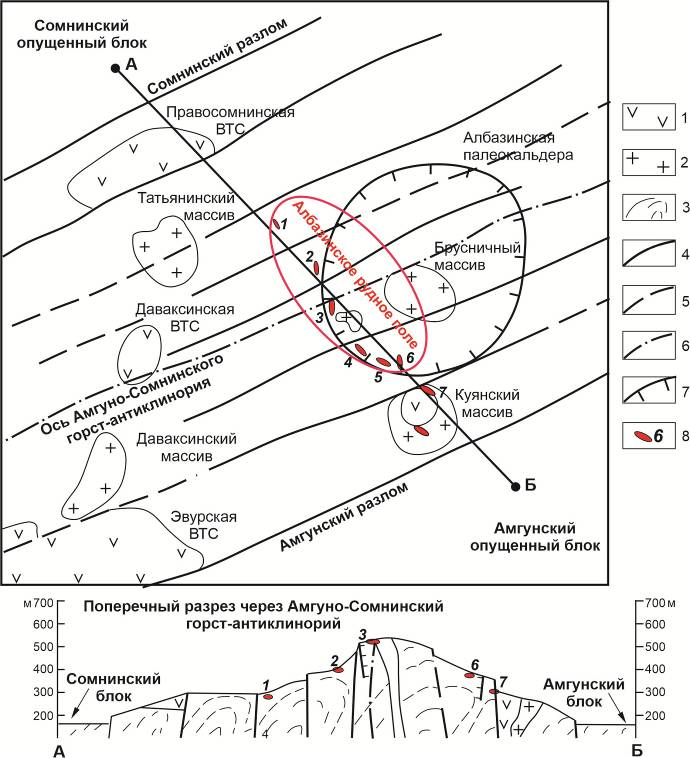 Сомнинский
опущенный блок
А
Сомнинский разлом
Правосомнинская
ВТС
Албазинская
палеокальдера
Татьянинский
массив
1
Албазинское рудное поле
2
Брусничный
массив
Даваксинская
ВТС
3
4
5
6
Ось Амгуно-Сомнинского
горст-антиклинория
7
Куянский
массив
Даваксинский
массив
Эвурская
ВТС
Амгунский разлом
Б
Амгунский
опущенный блок
1
2
3
4
5
6
7
6
8
Поперечный разрез через Амгуно-Сомнинский
горст-антиклинорий
м700
600
500
400
300
200
700м
600
500
400
300
200
Сомнинский
блок
1
2
3
6
7
Амгунский
блок
4
А
Б